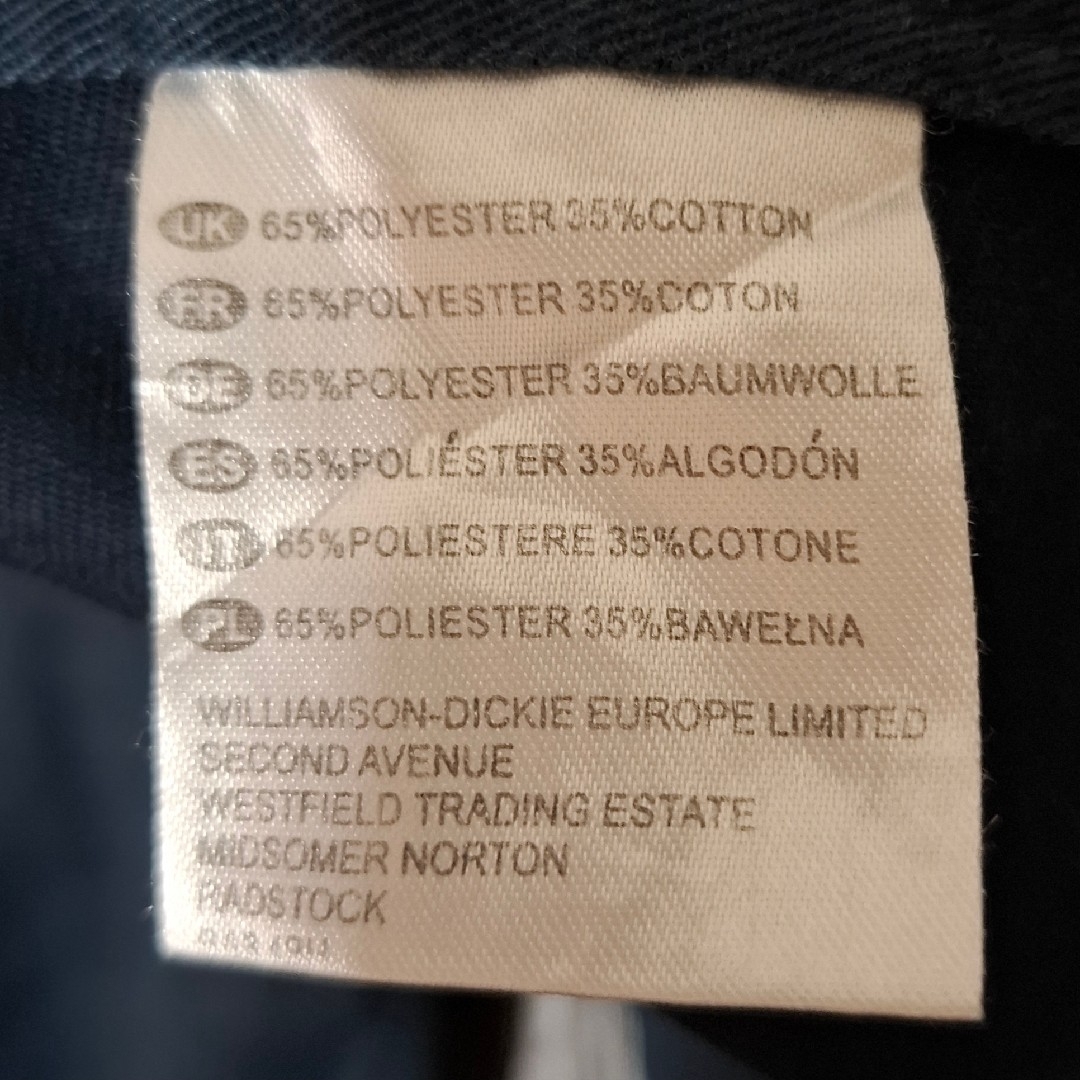 UK 65%POLYESTER 35%COTTON
FR 65%POLYESTER 35%COTON
DE 65%POLYESTER 35%BAUMWOLLE
ES 65%POLIÉSTER 35%ALGODÓN
IT 65%POLIESTERE 35%COTONE
PL 65%POLIESTER 35%BAWEŁNA
WILLIAMSON-DICKIE EUROPE LIMITED
SECOND AVENUE
WESTFIELD TRADING ESTATE
MIDSOMER NORTON
RADSTOCK